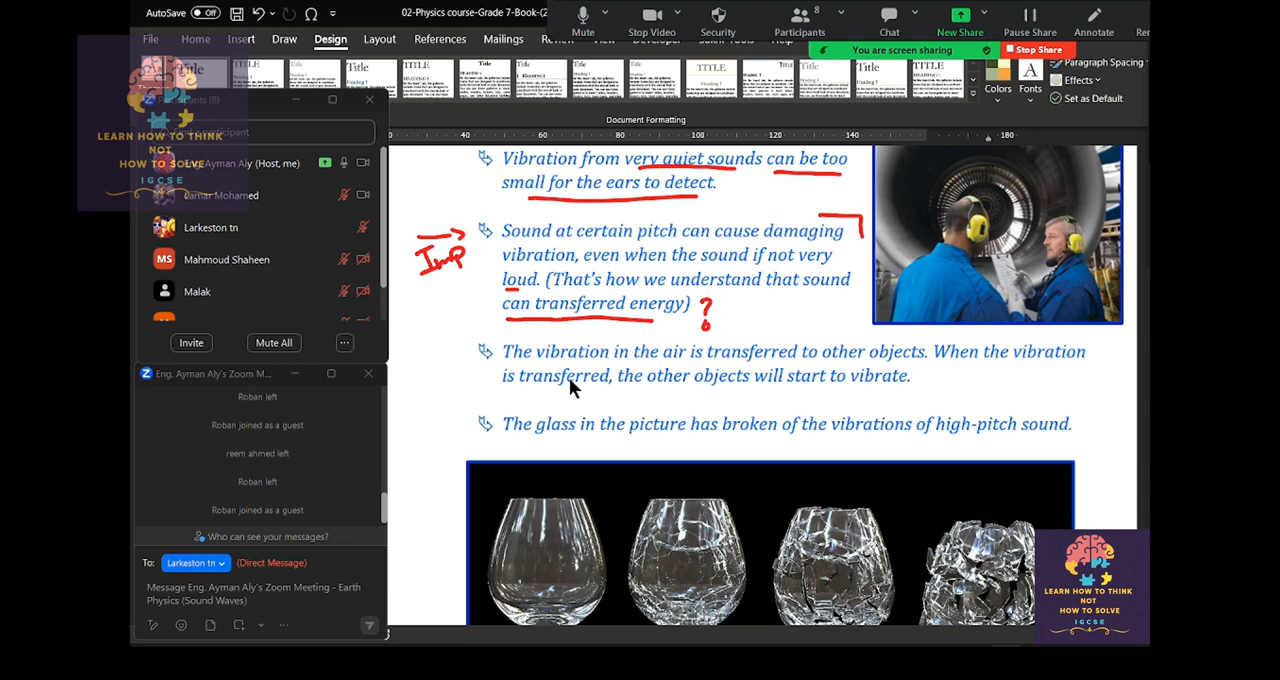 AutoSave Off 02-Physics course-Grade 7-Book-(2
Mute Stop Video Security Participants 8 Chat New Share Pause Share Annotate
You are screen sharing Stop Share
File Home Insert Draw Design Layout References Mailings
Paragraph Spacing
Effects
Set as Default
Colors Fonts
Document Formatting
40 60 80 100 120 140 180
LEARN HOW TO THINK
NOT
HOW TO SOLVE
IGCSE
Eng. Ayman Aly (Host, me)
Mohamed
Larkeston tn
MS Mahmoud Shaheen
Malak
Invite Mute All ...
Eng. Ayman Aly's Zoom M...
Roban left
Roban joined as a guest
reem ahmed left
Roban left
Roban joined as a guest
Who can see your messages?
To: Larkeston tn (Direct Message)
Message Eng. Ayman Aly's Zoom Meeting - Earth
Physics (Sound Waves)
Vibration from very quiet sounds can be too
small for the ears to detect.
Imp
Sound at certain pitch can cause damaging
vibration, even when the sound if not very
loud. (That's how we understand that sound
can transferred energy) ?
The vibration in the air is transferred to other objects. When the vibration
is transferred, the other objects will start to vibrate.
The glass in the picture has broken of the vibrations of high-pitch sound.
LEARN HOW TO THINK
NOT
HOW TO SOLVE
IGCSE